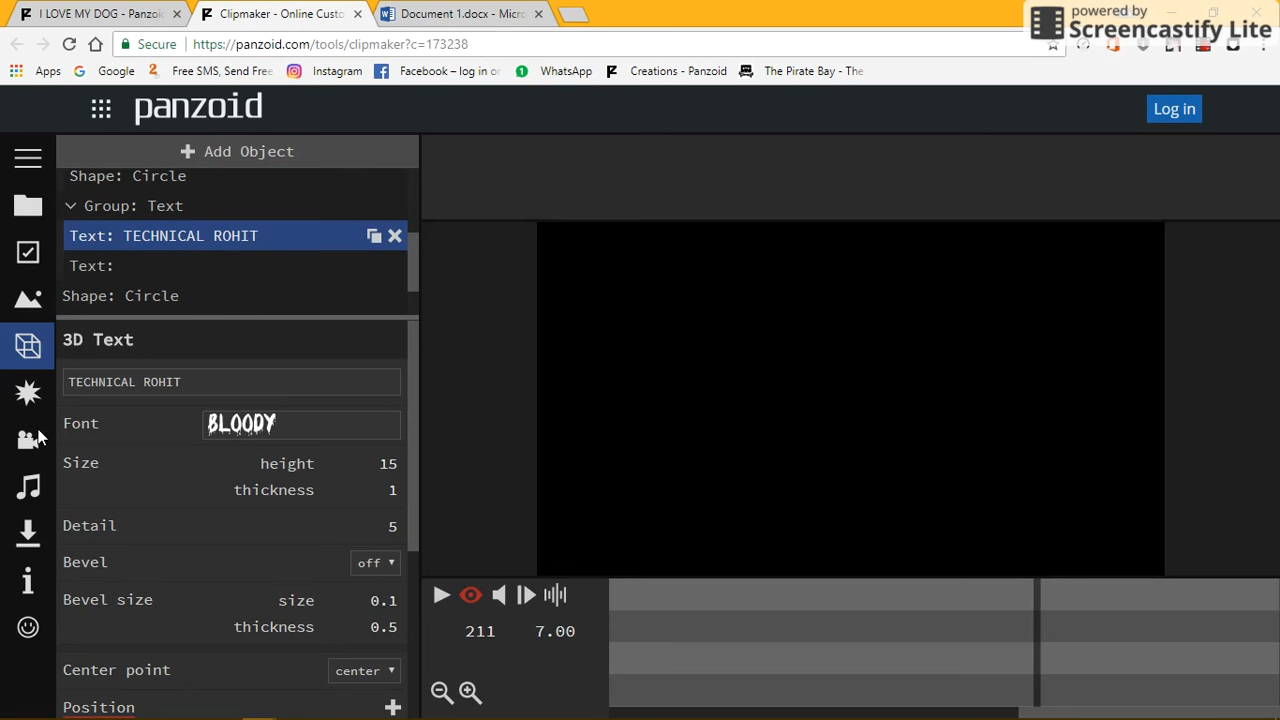 I LOVE MY DOG - Panzoid
Clipmaker - Online Custo
Document 1.docx - Micro
powered by
Screencastify Lite
Secure
https://panzoid.com/tools/clipmaker?c=173238
Apps
Google
Free SMS, Send Free
Instagram
Facebook – log in or
WhatsApp
Creations - Panzoid
The Pirate Bay - The
panzoid
Log in
Add Object
Shape: Circle
Group: Text
Text: TECHNICAL ROHIT
Text:
Shape: Circle
3D Text
TECHNICAL ROHIT
Font
BLOODY
Size
height
15
thickness
1
Detail
5
Bevel
off
Bevel size
size
0.1
thickness
0.5
Center point
center
Position
211
7.00